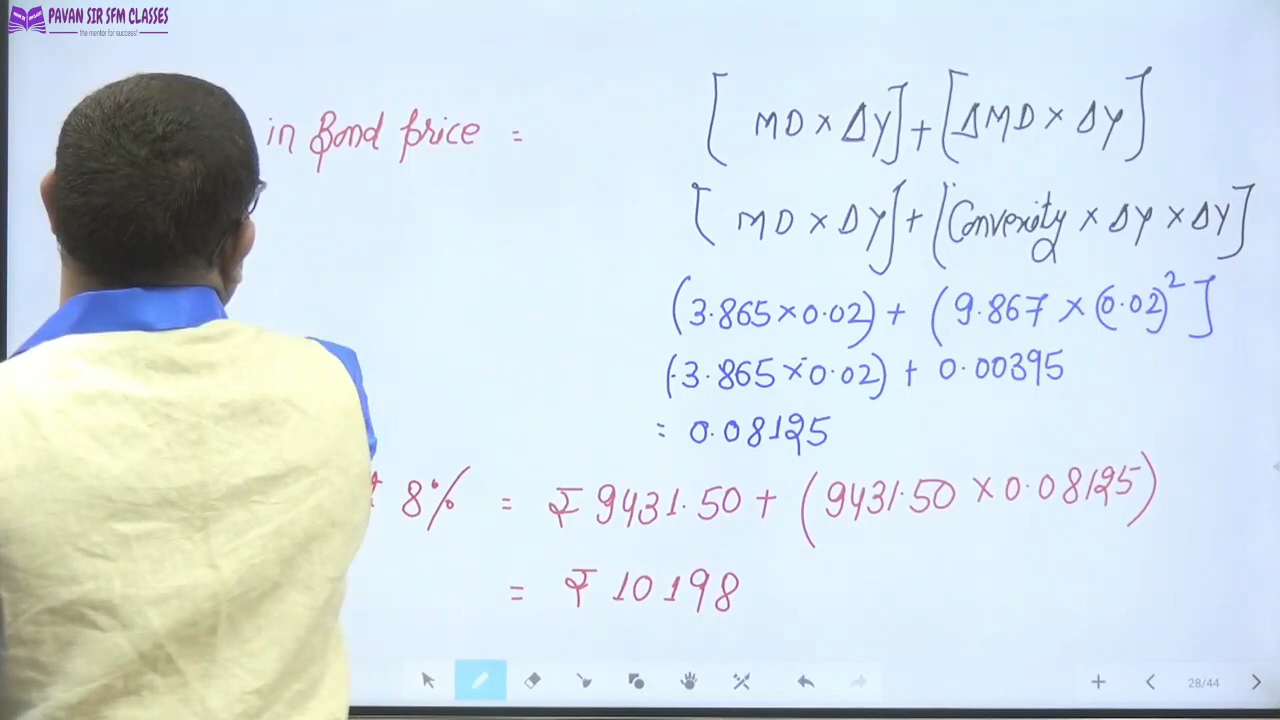 PAVAN SIR SFM CLASSES
the mentor for success!
in Bond price = [MD × ΔY] + [ΔMD × ΔY]
[MD × ΔY] + [Convexity × ΔY × ΔY]
(3.865 × 0.02) + (9.867 × (0.02)²]
(3.865 × 0.02) + 0.00395
= 0.08125
8% = ₹ 9431.50 + (9431.50 × 0.08125)
= ₹ 10198
28/44